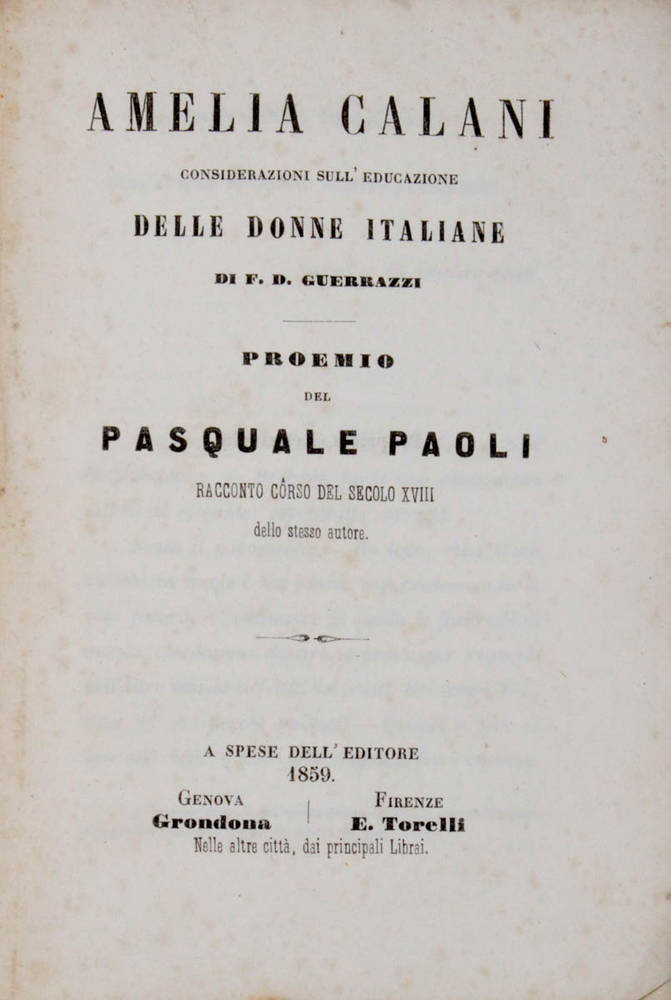 AMELIA CALANI
CONSIDERAZIONI SULL' EDUCAZIONE
DELLE DONNE ITALIANE
DI F. D. GUERRAZZI
PROEMIO
DEL
PASQUALE PAOLI
RACCONTO CÔRSO DEL SECOLO XVIII
dello stesso autore.
A SPESE DELL' EDITORE
1859.
GENOVA | FIRENZE
Grondona | E. Torelli
Nelle altre città, dai principali Librai.